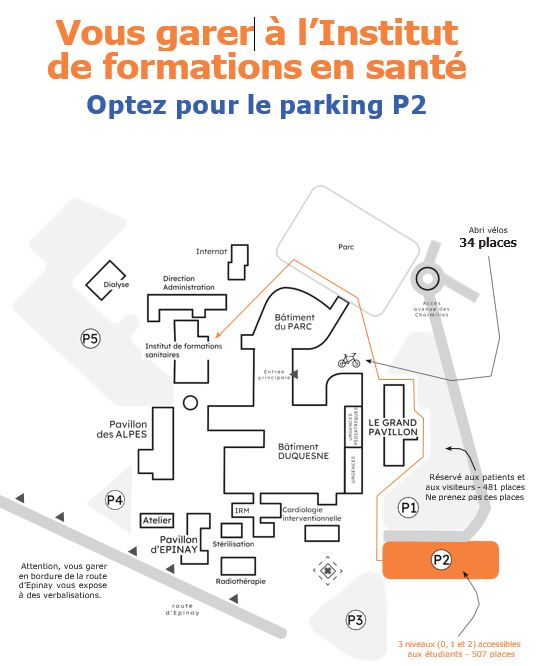 Vous garer à l’Institut
de formations en santé
Optez pour le parking P2
Abri vélos
34 places
Parc
Internat
Dialyse
Direction
Administration
Accès
avenue des
Charmilles
Bâtiment
du PARC
P5
Institut de formations
sanitaires
Entrée
principale
Pavillon
des ALPES
URGENCES
PÉDIATRIQUES
LE GRAND
PAVILLON
Bâtiment
DUQUESNE
URGENCES
Réservé aux patients et
aux visiteurs - 481 places
Ne prenez pas ces places
P4
P1
IRM
Cardiologie
interventionnelle
Atelier
Pavillon
d’EPINAY
Stérilisation
P2
Attention, vous garer
en bordure de la route
d’Epinay vous expose
à des verbalisations.
Radiothérapie
route
d’Epinay
P3
3 niveaux (0, 1 et 2) accessibles
aux étudiants - 507 places